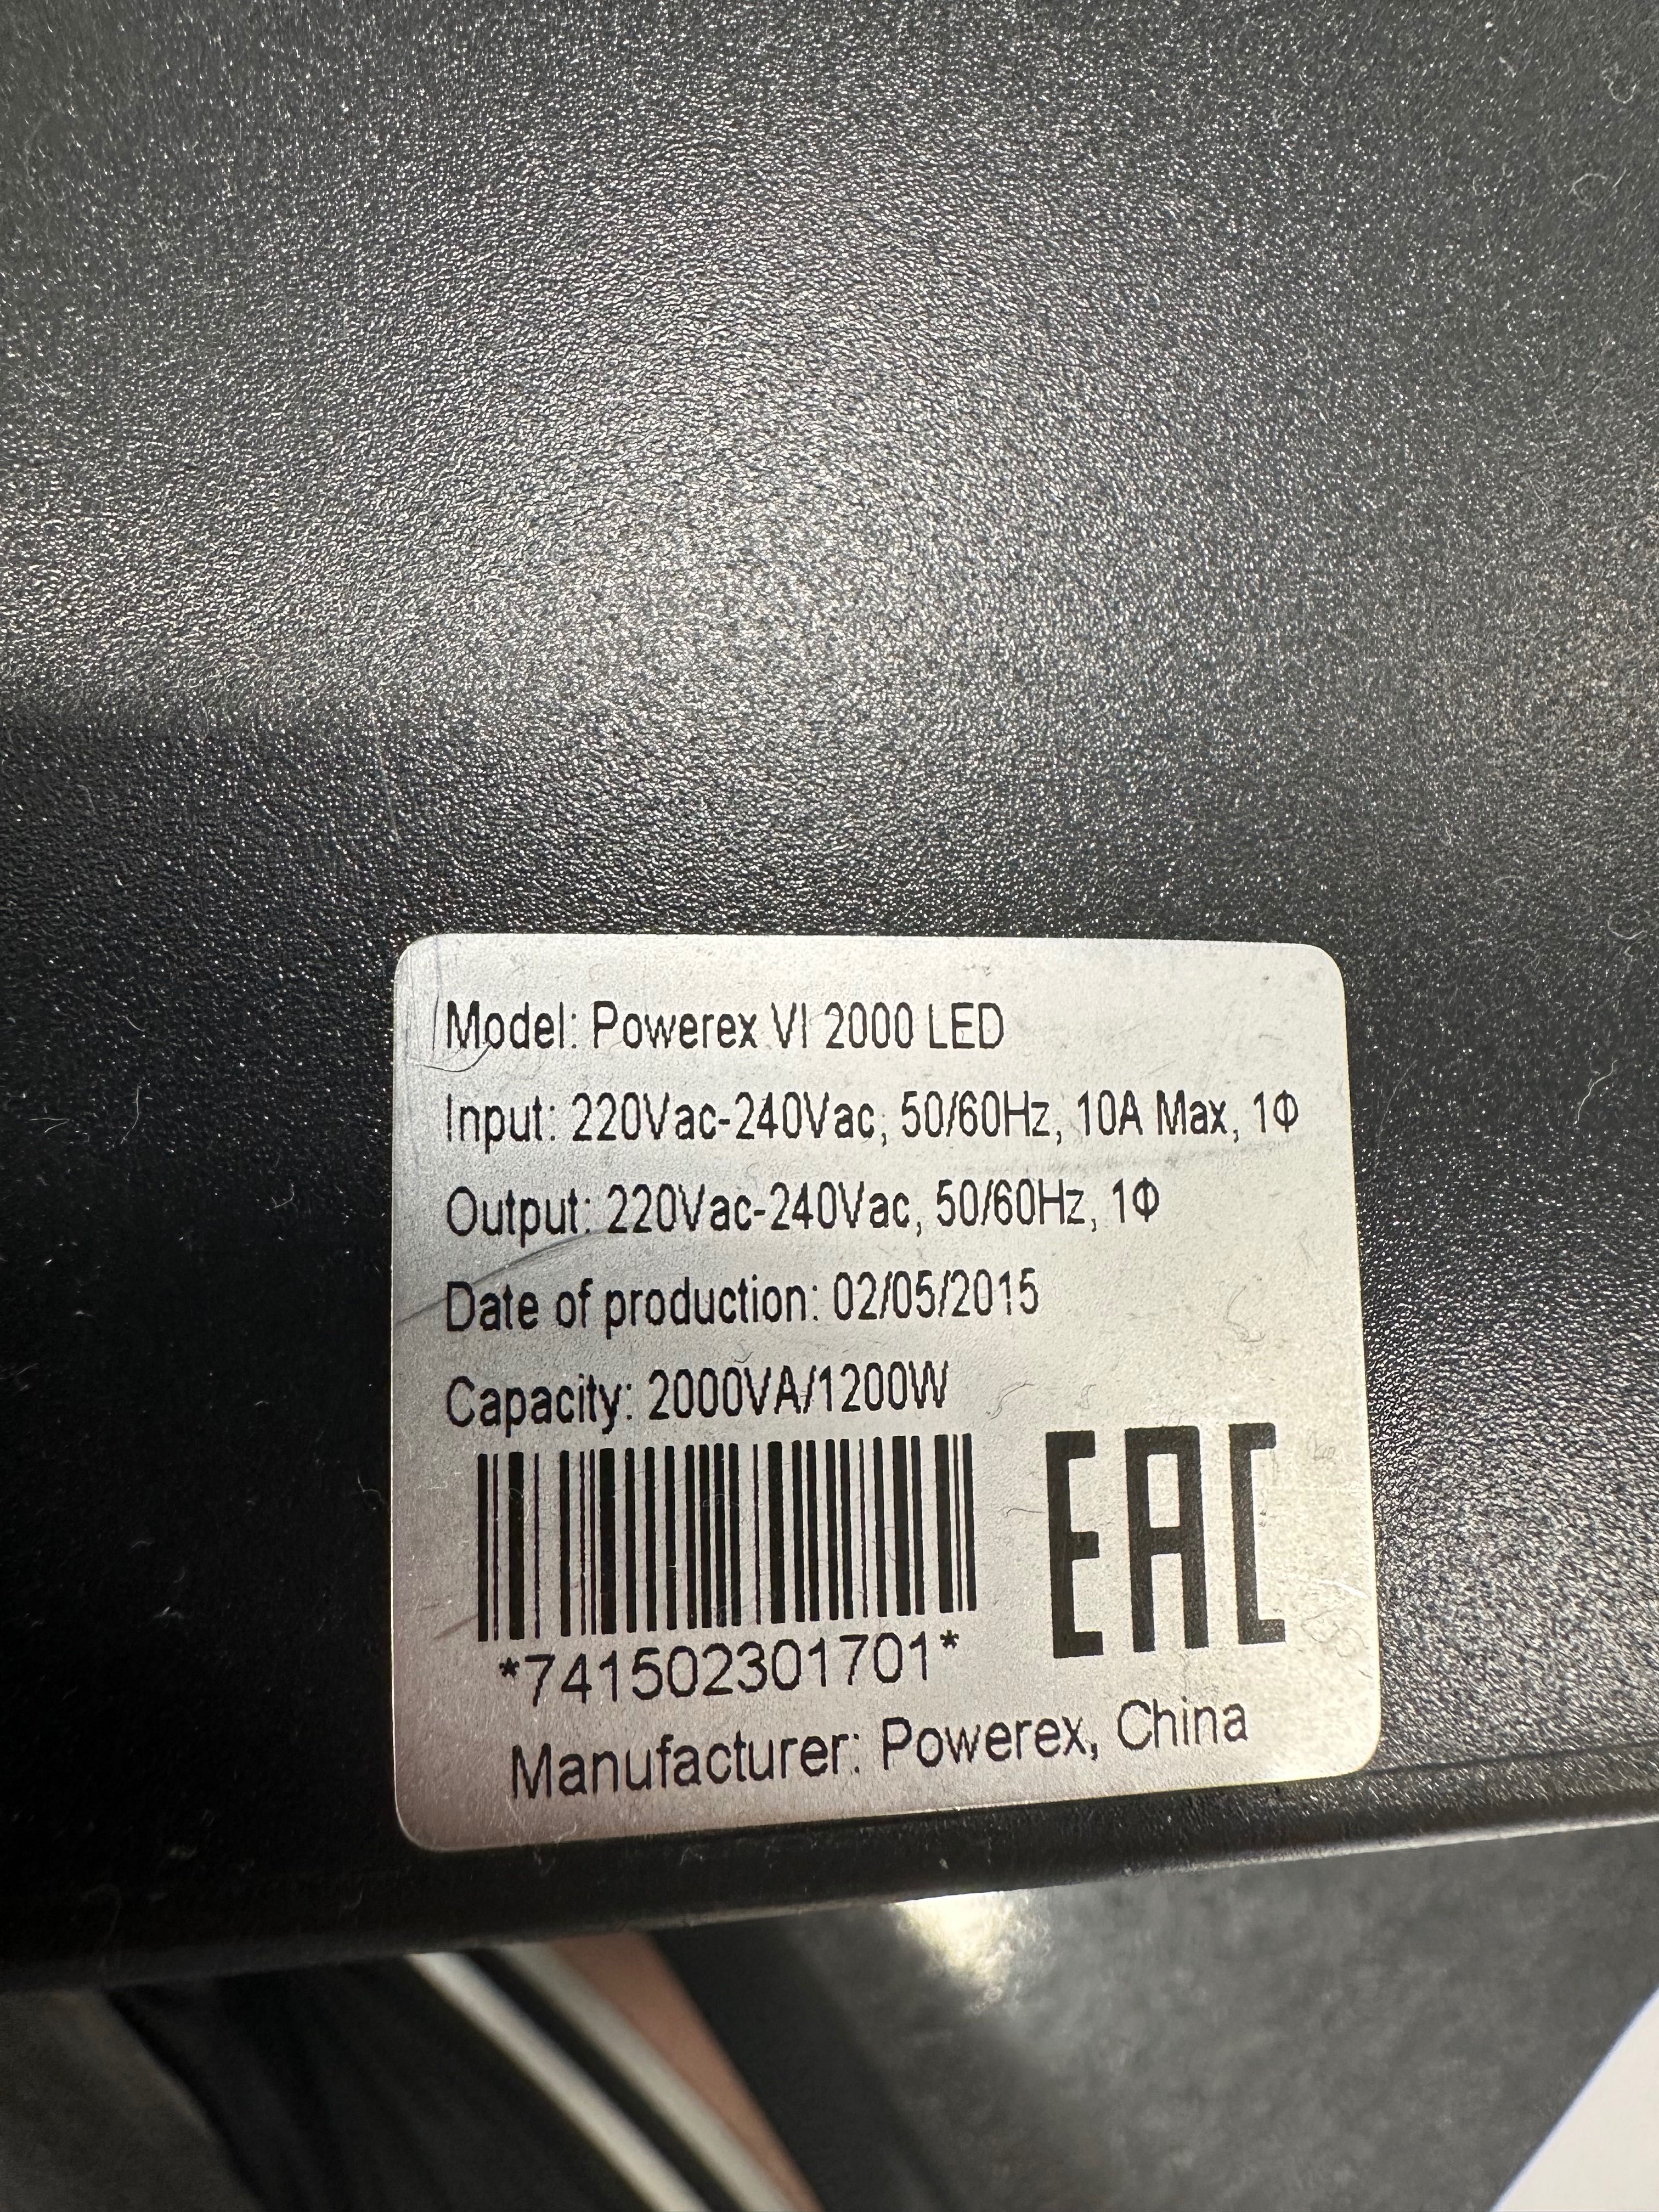 Model: Powerex VI 2000 LED
Input: 220Vac-240Vac, 50/60Hz, 10A Max, 1Φ
Output: 220Vac-240Vac, 50/60Hz, 1Φ
Date of production: 02/05/2015
Capacity: 2000VA/1200W
*741502301701*
EAC
Manufacturer: Powerex, China